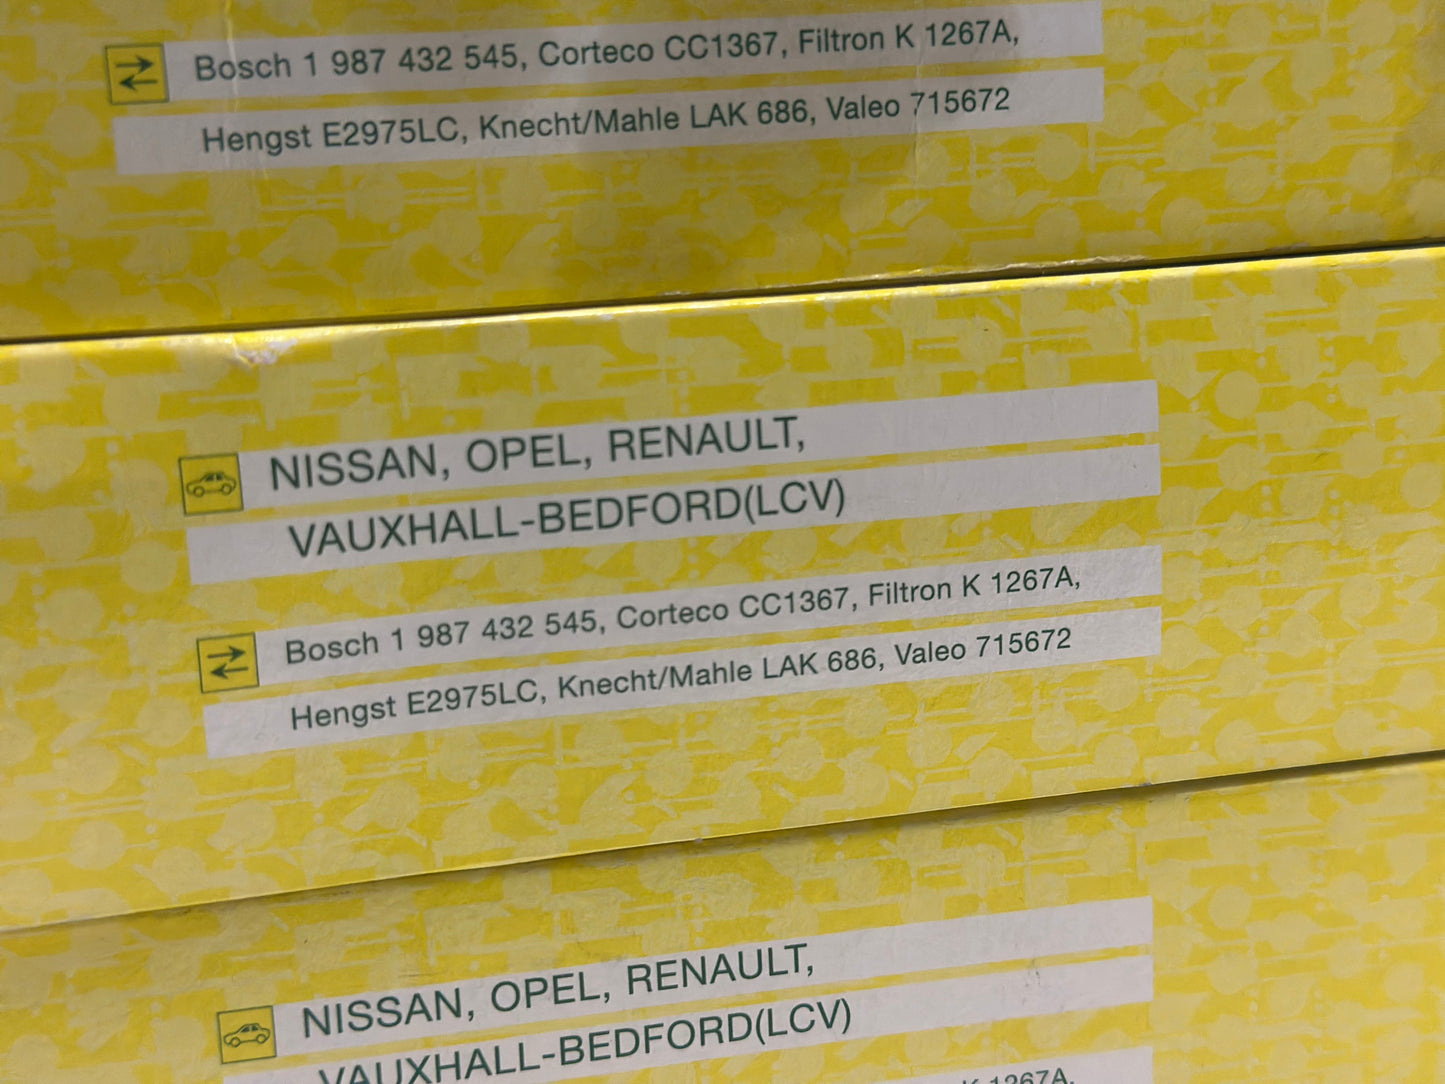 Bosch 1 987 432 545, Corteco CC1367, Filtron K 1267A,
Hengst E2975LC, Knecht/Mahle LAK 686, Valeo 715672
NISSAN, OPEL, RENAULT,
VAUXHALL-BEDFORD(LCV)
Bosch 1 987 432 545, Corteco CC1367, Filtron K 1267A,
Hengst E2975LC, Knecht/Mahle LAK 686, Valeo 715672
NISSAN, OPEL, RENAULT,
VAUXHALL-BEDFORD(LCV)
K 1267A,